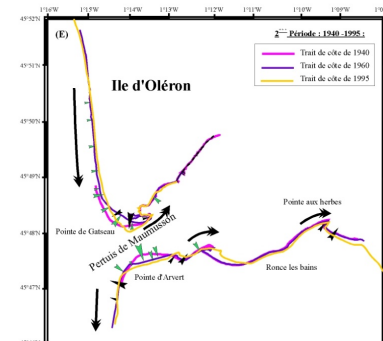 1°16'W 1°15'W 1°14'W 1°13'W 1°12'W 1°11'W 1°10'W 1°09'W 1°08'W
45°52'N
(E)
2ème Période : 1940 -1995 :
Trait de côte de 1940
Trait de côte de 1960
Trait de côte de 1995
45°51'N
Ile d'Oléron
45°50'N
45°49'N
Pointe aux herbes
45°48'N
Pointe de Gatseau
Pertuis de Maumusson
Ronce les bains
Pointe d'Arvert
45°47'N